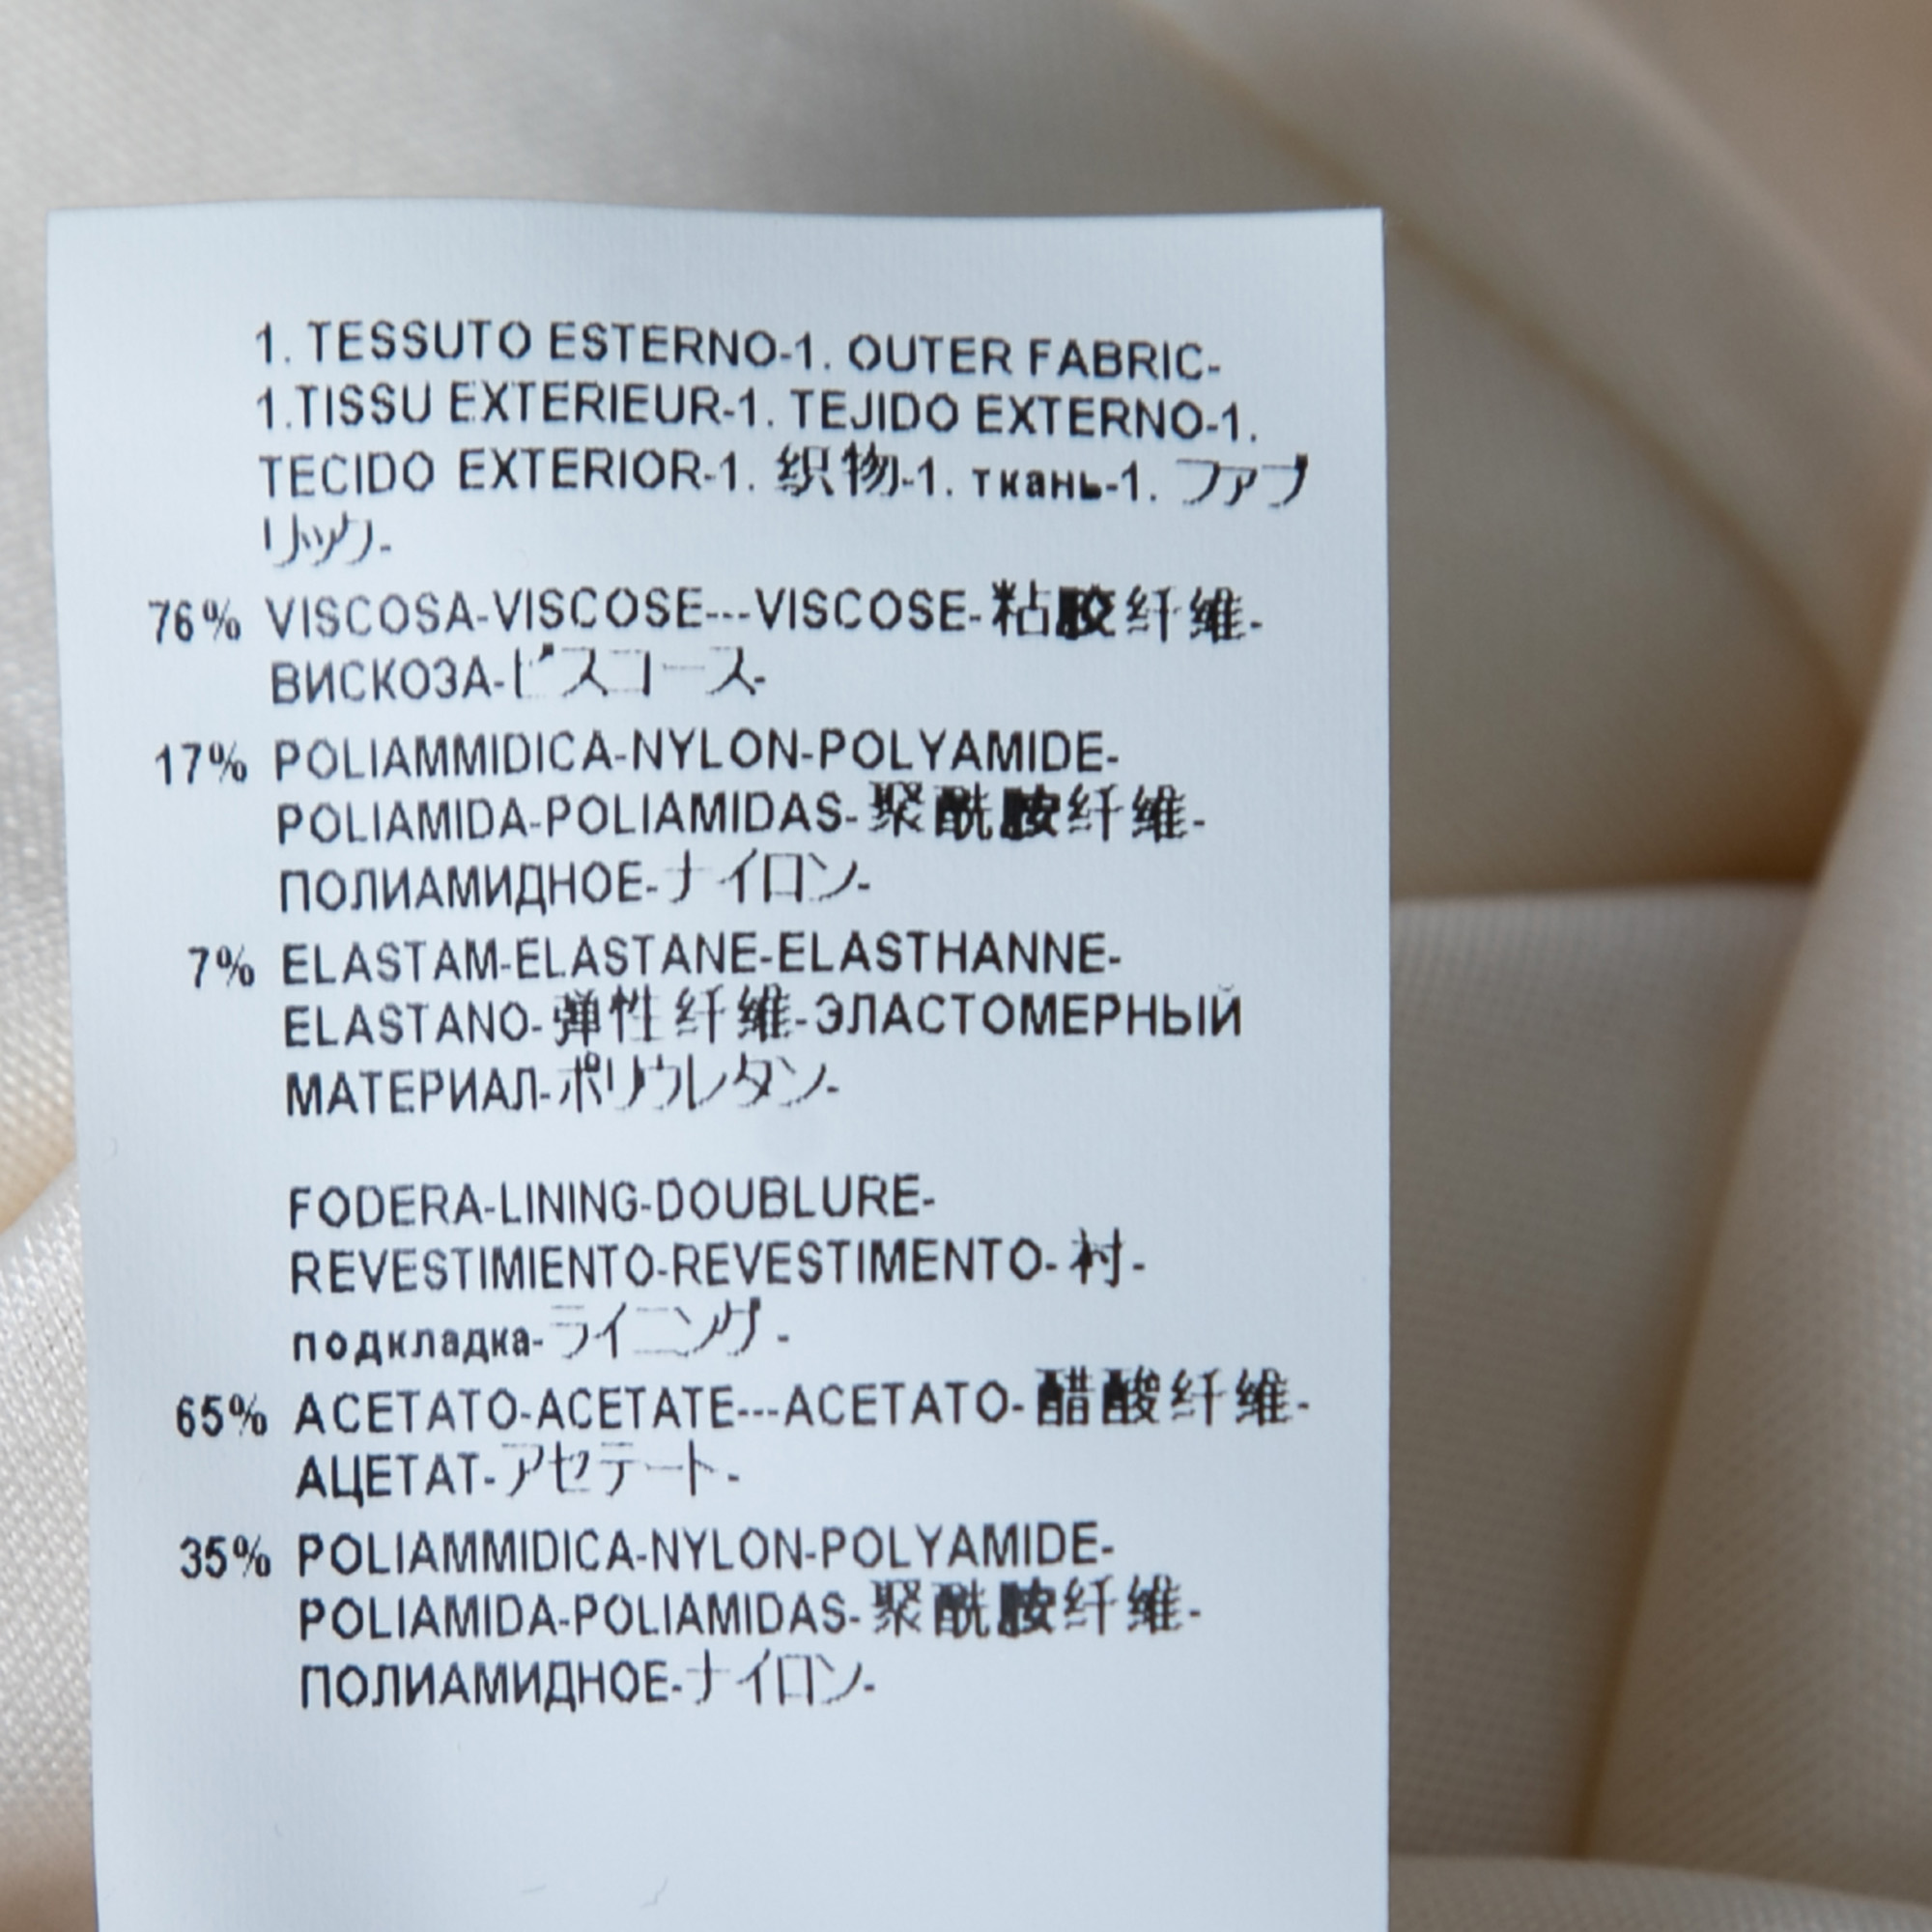 1. TESSUTO ESTERNO-1. OUTER FABRIC-
1.TISSU EXTERIEUR-1. TEJIDO EXTERNO-1.
TECIDO EXTERIOR-1. 织物-1. ткань-1. ファブ
リック-
76% VISCOSA-VISCOSE---VISCOSE-粘胶纤维-
ВИСКОЗА-ビスコース-
17% POLIAMMIDICA-NYLON-POLYAMIDE-
POLIAMIDA-POLIAMIDAS-聚酰胺纤维-
ПОЛИАМИДНОЕ-ナイロン-
7% ELASTAM-ELASTANE-ELASTHANNE-
ELASTANO-弹性纤维-ЭЛАСТОМЕРНЫЙ
МАТЕРИАЛ-ポリウレタン-
FODERA-LINING-DOUBLURE-
REVESTIMIENTO-REVESTIMENTO-衬-
подкладка-ライニング-
65% ACETATO-ACETATE---ACETATO-醋酸纤维-
АЦЕТАТ-アセテート-
35% POLIAMMIDICA-NYLON-POLYAMIDE-
POLIAMIDA-POLIAMIDAS-聚酰胺纤维-
ПОЛИАМИДНОЕ-ナイロン-